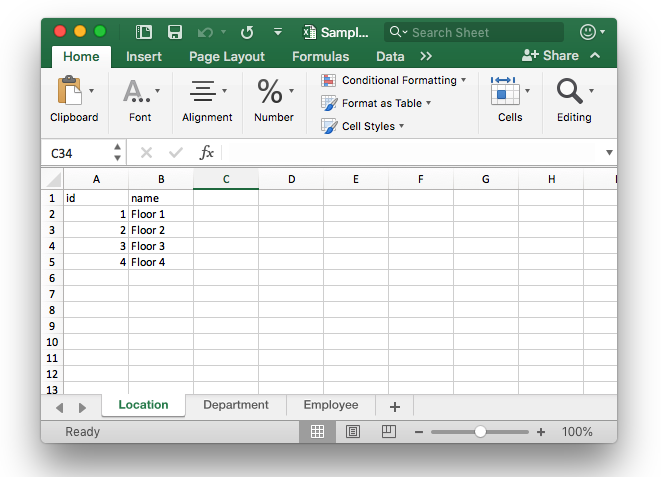 Sampl...
Search Sheet
Home Insert Page Layout Formulas Data >> Share
Clipboard
Font
Alignment
%
Number
Conditional Formatting
Format as Table
Cell Styles
Cells
Editing
C34 fx
A B C D E F G H
1 id name
2 1 Floor 1
3 2 Floor 2
4 3 Floor 3
5 4 Floor 4
6
7
8
9
10
11
12
13
Location Department Employee +
Ready − + 100%